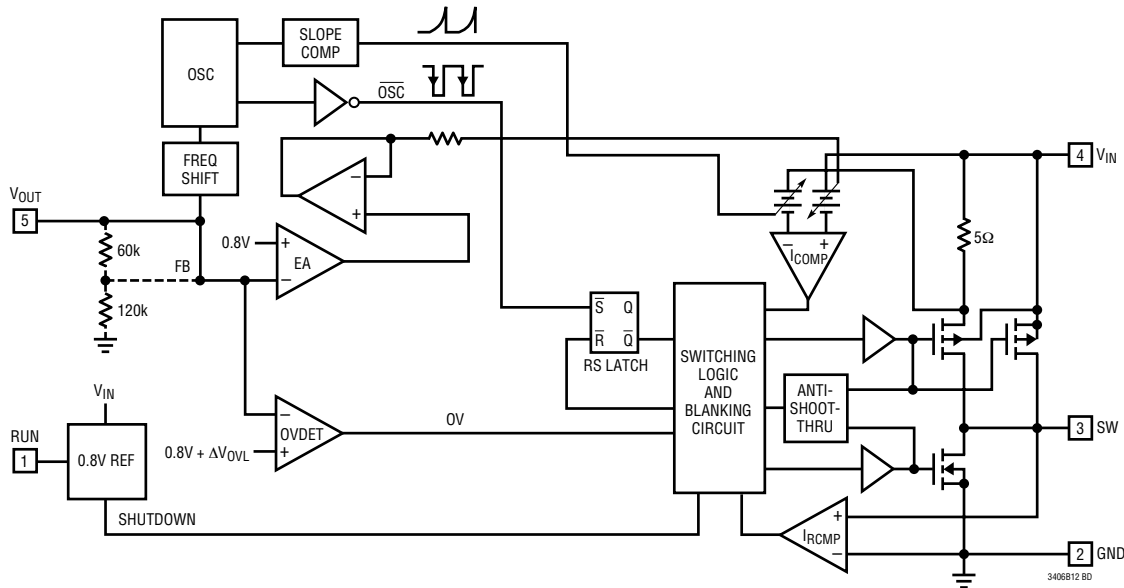 OSC
SLOPE
COMP
OSC
FREQ
SHIFT
VOUT
5
60k
FB
120k
0.8V
+
EA
–
–
+
VIN
RUN
1
0.8V REF
SHUTDOWN
–
OVDET
+
0.8V + ΔVOVL
OV
S Q
R Q
RS LATCH
SWITCHING
LOGIC
AND
BLANKING
CIRCUIT
– +
ICOMP
ANTI-
SHOOT-
THRU
5Ω
4
VIN
3
SW
+
IRCMP
–
2
GND
3406B12 BD